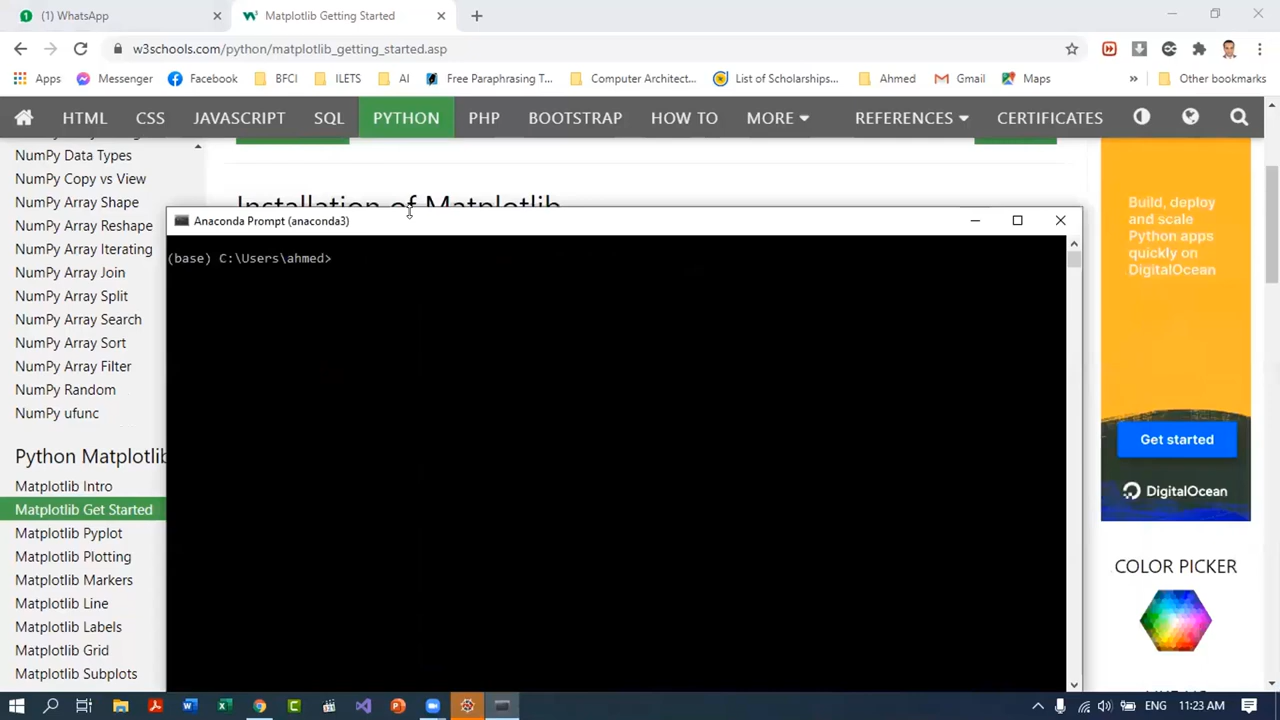 1 (1) WhatsApp
Matplotlib Getting Started
w3schools.com/python/matplotlib_getting_started.asp
Apps Messenger Facebook BFCI ILETS AI Free Paraphrasing T... Computer Architect... List of Scholarships... Ahmed Gmail Maps » Other bookmarks
HTML CSS JAVASCRIPT SQL PYTHON PHP BOOTSTRAP HOW TO MORE REFERENCES CERTIFICATES
NumPy Data Types
NumPy Copy vs View
NumPy Array Shape
NumPy Array Reshape
NumPy Array Iterating
NumPy Array Join
NumPy Array Split
NumPy Array Search
NumPy Array Sort
NumPy Array Filter
NumPy Random
NumPy ufunc
Python Matplotlib
Matplotlib Intro
Matplotlib Get Started
Matplotlib Pyplot
Matplotlib Plotting
Matplotlib Markers
Matplotlib Line
Matplotlib Labels
Matplotlib Grid
Matplotlib Subplots
Installation of Matplotlib
Anaconda Prompt (anaconda3)
(base) C:\Users\ahmed>
Build, deploy
and scale
Python apps
quickly on
DigitalOcean
Get started
DigitalOcean
COLOR PICKER
ENG 11:23 AM